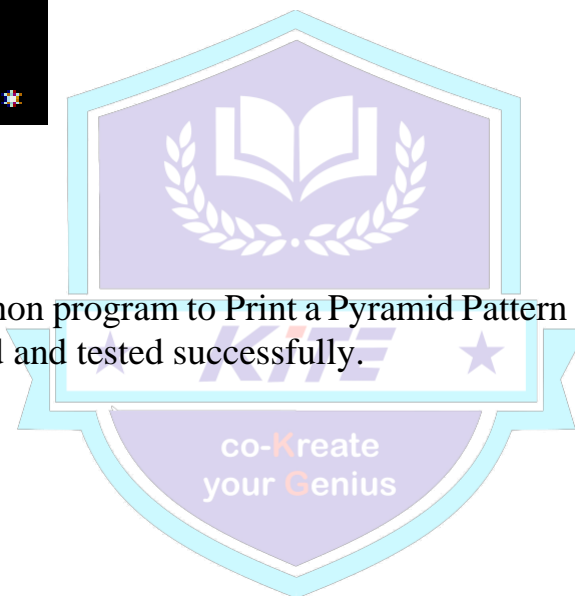 *
hon program to Print a Pyramid Pattern
d and tested successfully.
KiTE
co-Kreate
your Genius